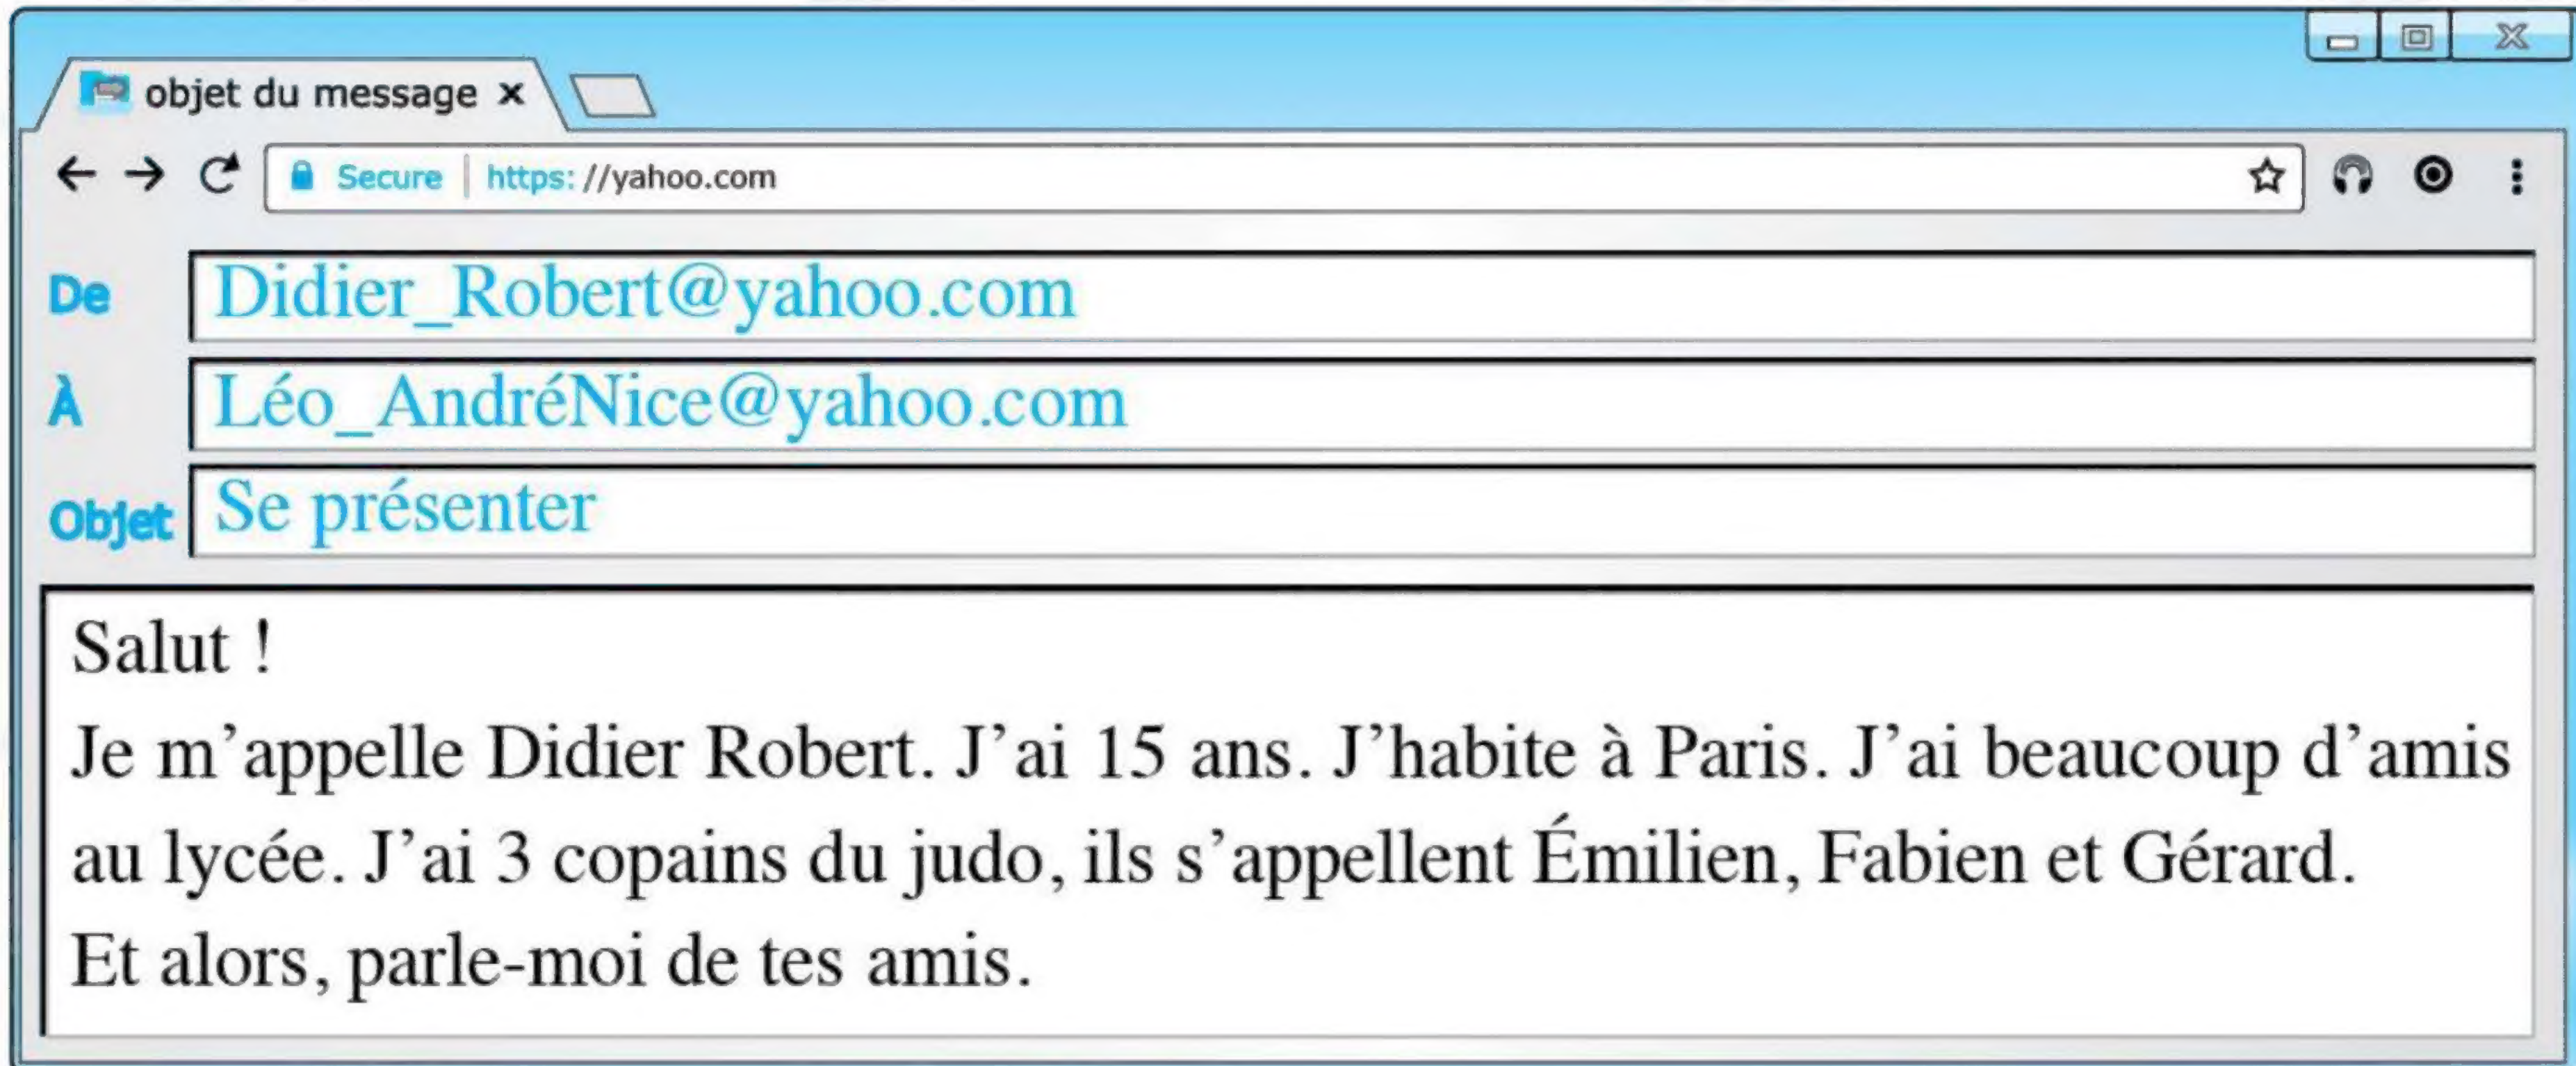 objet du message x
Secure | https://yahoo.com
De Didier_Robert@yahoo.com
À Léo_AndréNice@yahoo.com
Objet Se présenter
Salut !
Je m’appelle Didier Robert. J’ai 15 ans. J’habite à Paris. J’ai beaucoup d’amis
au lycée. J’ai 3 copains du judo, ils s’appellent Émilien, Fabien et Gérard.
Et alors, parle-moi de tes amis.